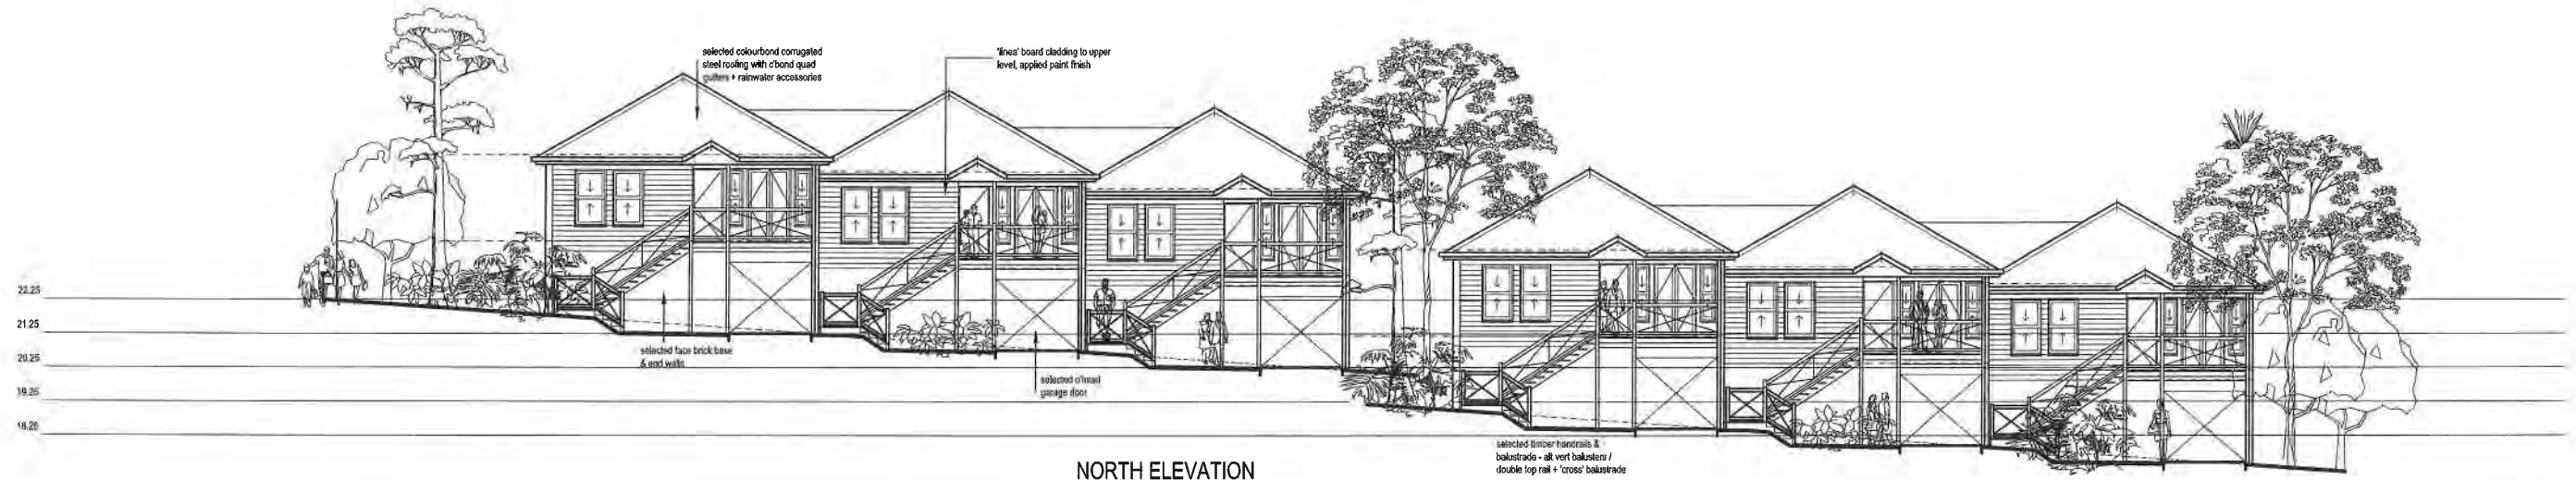 selected colourbond corrugated
steel roofing with c'bond quad
gutters + rainwater accessories
'linea' board cladding to upper
level, applied paint finish
22.25
21.25
20.25
19.25
18.25
selected face brick base
& end walls
selected o'head
garage door
selected timber handrails &
balustrade - alt vert balusters /
double top rail + 'cross' balustrade
NORTH ELEVATION